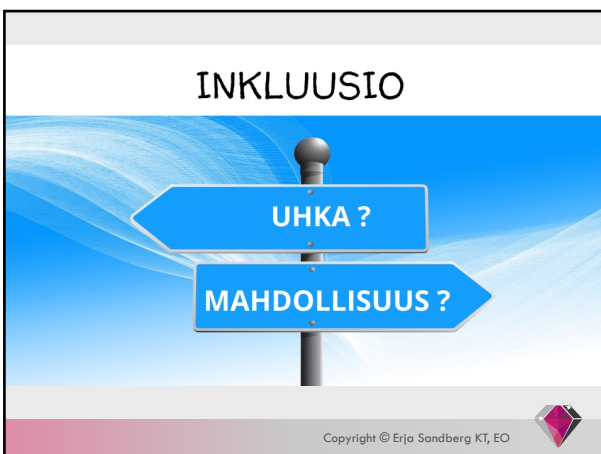 INKLUUSIO
UHKA ?
MAHDOLLISUUS ?
Copyright © Erja Sandberg KT, EO